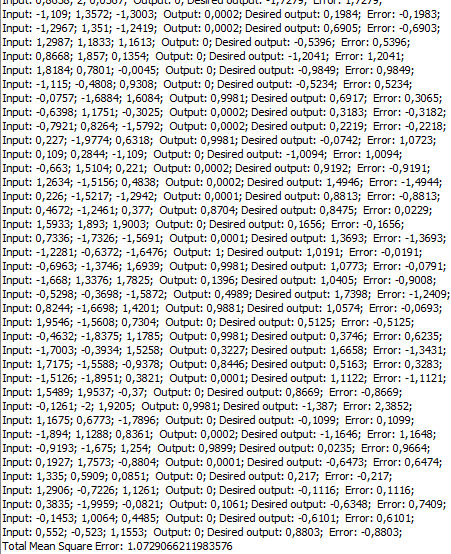 Input: -1,109; 1,3572; -1,3003; Output: 0,0002; Desired output: 0,1984; Error: -0,1983;
Input: -1,2967; 1,351; -1,2419; Output: 0,0002; Desired output: 0,6905; Error: -0,6903;
Input: 1,2987; 1,1833; 1,1613; Output: 0; Desired output: -0,5396; Error: 0,5396;
Input: 0,8668; 1,857; 0,1354; Output: 0; Desired output: -1,2041; Error: 1,2041;
Input: 1,8184; 0,7801; -0,0045; Output: 0; Desired output: -0,9849; Error: 0,9849;
Input: -1,115; -0,4808; 0,9308; Output: 0; Desired output: -0,5234; Error: 0,5234;
Input: -0,0757; -1,6884; 1,6084; Output: 0,9981; Desired output: 0,6917; Error: 0,3065;
Input: -0,6398; 1,1751; -0,3025; Output: 0,0002; Desired output: 0,3183; Error: -0,3182;
Input: -0,7921; 0,8264; -1,5792; Output: 0,0002; Desired output: 0,2219; Error: -0,2218;
Input: 0,227; -1,9774; 0,6318; Output: 0,9981; Desired output: -0,0742; Error: 1,0723;
Input: 0,109; 0,2844; -1,109; Output: 0; Desired output: -1,0094; Error: 1,0094;
Input: -0,663; 1,5104; 0,221; Output: 0,0002; Desired output: 0,9192; Error: -0,9191;
Input: 1,2634; -1,5156; 0,4838; Output: 0,0002; Desired output: 1,4946; Error: -1,4944;
Input: 0,226; -1,5217; -1,2942; Output: 0,0001; Desired output: 0,8813; Error: -0,8813;
Input: 0,4672; -1,2461; 0,377; Output: 0,8704; Desired output: 0,8475; Error: 0,0229;
Input: 1,5933; 1,893; 1,9003; Output: 0; Desired output: 0,1656; Error: -0,1656;
Input: 0,7336; -1,7326; -1,5691; Output: 0,0001; Desired output: 1,3693; Error: -1,3693;
Input: -1,2281; -0,6372; -1,6476; Output: 1; Desired output: 1,0191; Error: -0,0191;
Input: -0,6963; -1,3746; 1,6939; Output: 0,9981; Desired output: 1,0773; Error: -0,0791;
Input: -1,668; 1,3376; 1,7825; Output: 0,1396; Desired output: 1,0405; Error: -0,9008;
Input: -0,5298; -0,3698; -1,5872; Output: 0,4989; Desired output: 1,7398; Error: -1,2409;
Input: 0,8244; -1,6698; 1,4201; Output: 0,9881; Desired output: 1,0574; Error: -0,0693;
Input: 1,9546; -1,5608; 0,7304; Output: 0; Desired output: 0,5125; Error: -0,5125;
Input: -0,4632; -1,8375; 1,1785; Output: 0,9981; Desired output: 0,3746; Error: 0,6235;
Input: -1,7003; -0,3934; 1,5258; Output: 0,3227; Desired output: 1,6658; Error: -1,3431;
Input: 1,7175; -1,5588; -0,9378; Output: 0,8446; Desired output: 0,5163; Error: 0,3283;
Input: -1,5126; -1,8951; 0,3821; Output: 0,0001; Desired output: 1,1122; Error: -1,1121;
Input: 1,5489; 1,9537; -0,37; Output: 0; Desired output: 0,8669; Error: -0,8669;
Input: -0,1261; -2; 1,9205; Output: 0,9981; Desired output: -1,387; Error: 2,3852;
Input: 1,1675; 0,6773; -1,7896; Output: 0; Desired output: -0,1099; Error: 0,1099;
Input: -1,894; 1,1288; 0,8361; Output: 0,0002; Desired output: -1,1646; Error: 1,1648;
Input: -0,9193; -1,675; 1,254; Output: 0,9899; Desired output: 0,0235; Error: 0,9664;
Input: 0,1927; 1,7573; -0,8804; Output: 0,0001; Desired output: -0,6473; Error: 0,6474;
Input: 1,335; 0,5909; 0,0851; Output: 0; Desired output: 0,217; Error: -0,217;
Input: 1,2906; -0,7226; 1,1261; Output: 0; Desired output: -0,1116; Error: 0,1116;
Input: 0,3835; -1,9959; -0,0821; Output: 0,1061; Desired output: -0,6348; Error: 0,7409;
Input: -0,1453; 1,0064; 0,4485; Output: 0; Desired output: -0,6101; Error: 0,6101;
Input: 0,552; -0,523; 1,1553; Output: 0; Desired output: 0,8803; Error: -0,8803;
Total Mean Square Error: 1.0729066211983576